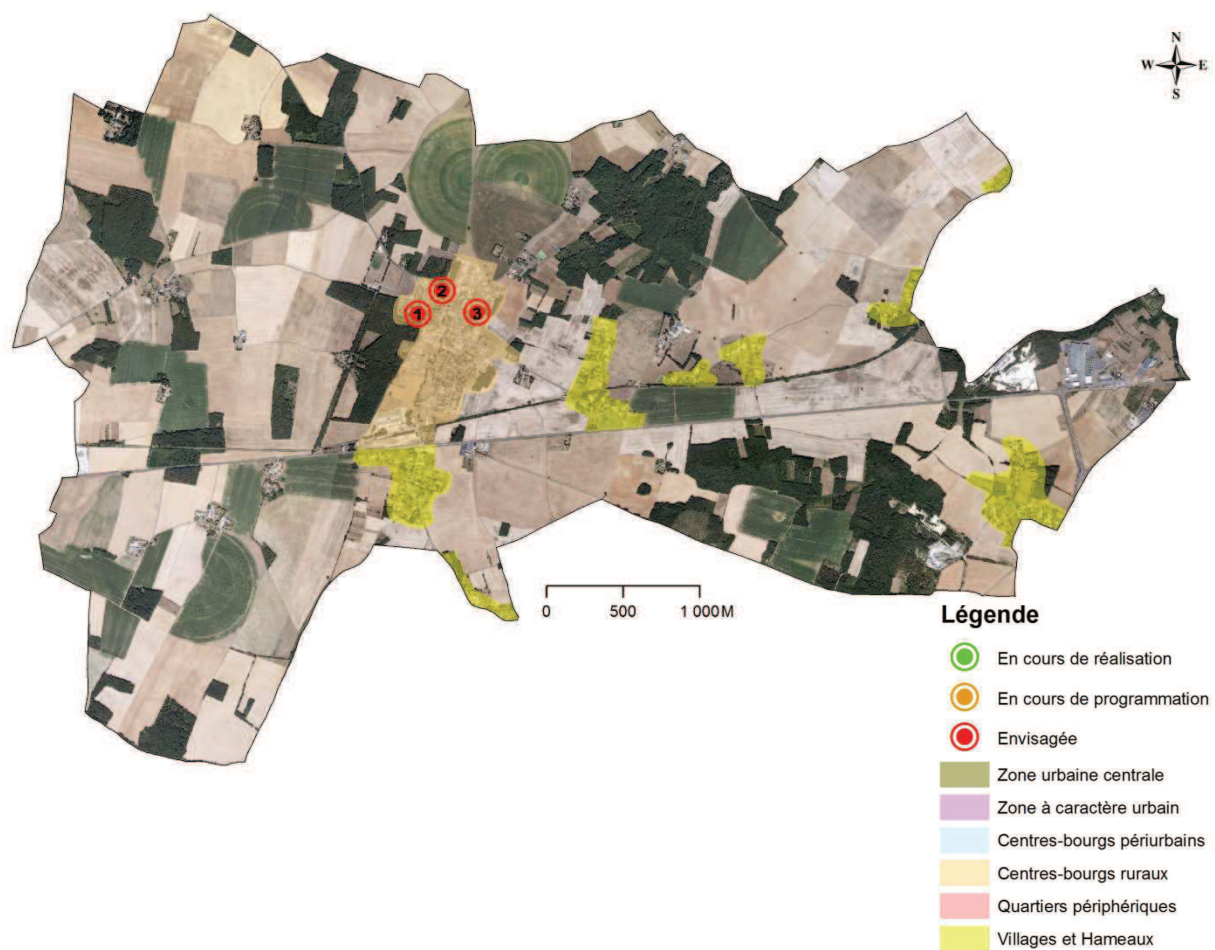 N
W E
S
2
1 3
0 500 1 000M
Légende
En cours de réalisation
En cours de programmation
Envisagée
Zone urbaine centrale
Zone à caractère urbain
Centres-bourgs périurbains
Centres-bourgs ruraux
Quartiers périphériques
Villages et Hameaux